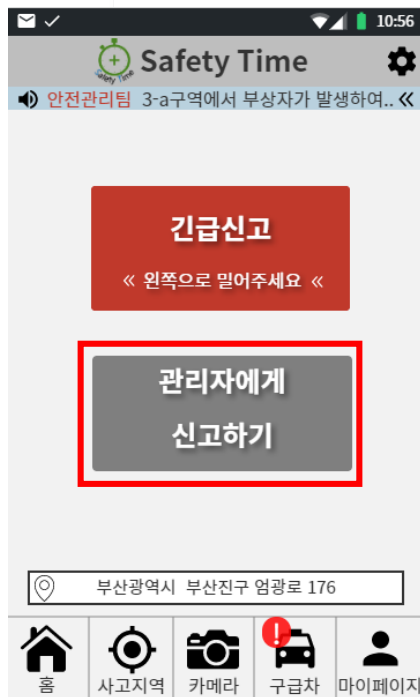 10:56
Safety Time
안전관리팀 3-a구역에서 부상자가 발생하여.. «
긴급신고
« 왼쪽으로 밀어주세요 «
관리자에게
신고하기
부산광역시 부산진구 엄광로 176
홈 사고지역 카메라 구급차 마이페이지